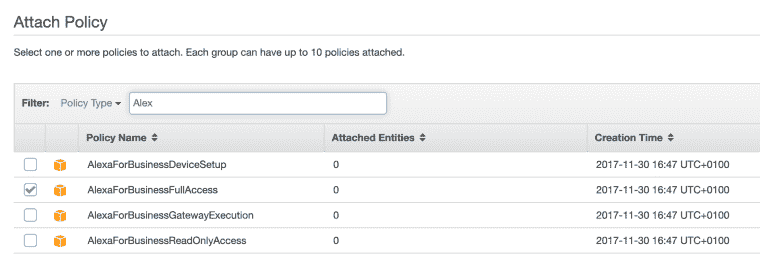 Attach Policy
Select one or more policies to attach. Each group can have up to 10 policies attached.
Filter: Policy Type Alex
Policy Name Attached Entities Creation Time
AlexaForBusinessDeviceSetup 0 2017-11-30 16:47 UTC+0100
AlexaForBusinessFullAccess 0 2017-11-30 16:47 UTC+0100
AlexaForBusinessGatewayExecution 0 2017-11-30 16:47 UTC+0100
AlexaForBusinessReadOnlyAccess 0 2017-11-30 16:47 UTC+0100